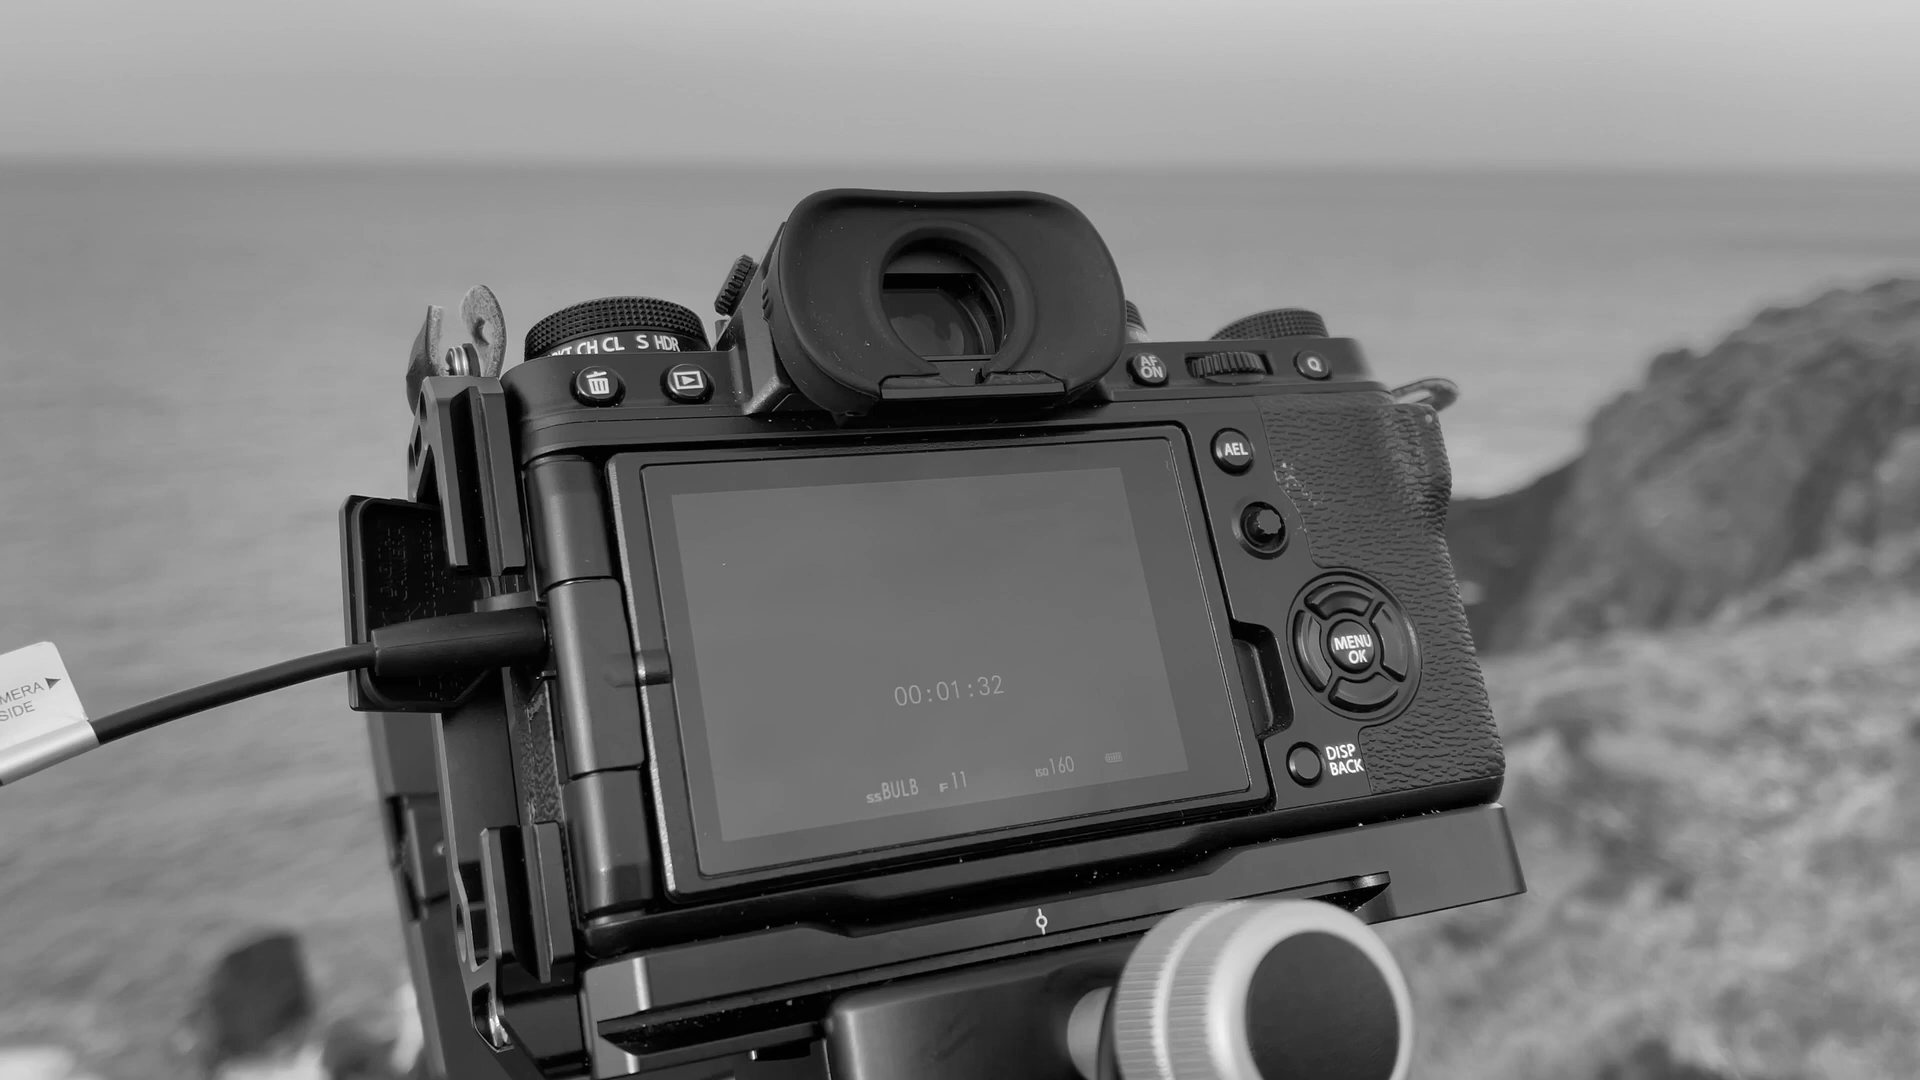 CH CL S HDR
AF
ON
Q
AEL
MENU
OK
DISP
BACK
00:01:32
SS BULB F 11 ISO 160
MERA
SIDE